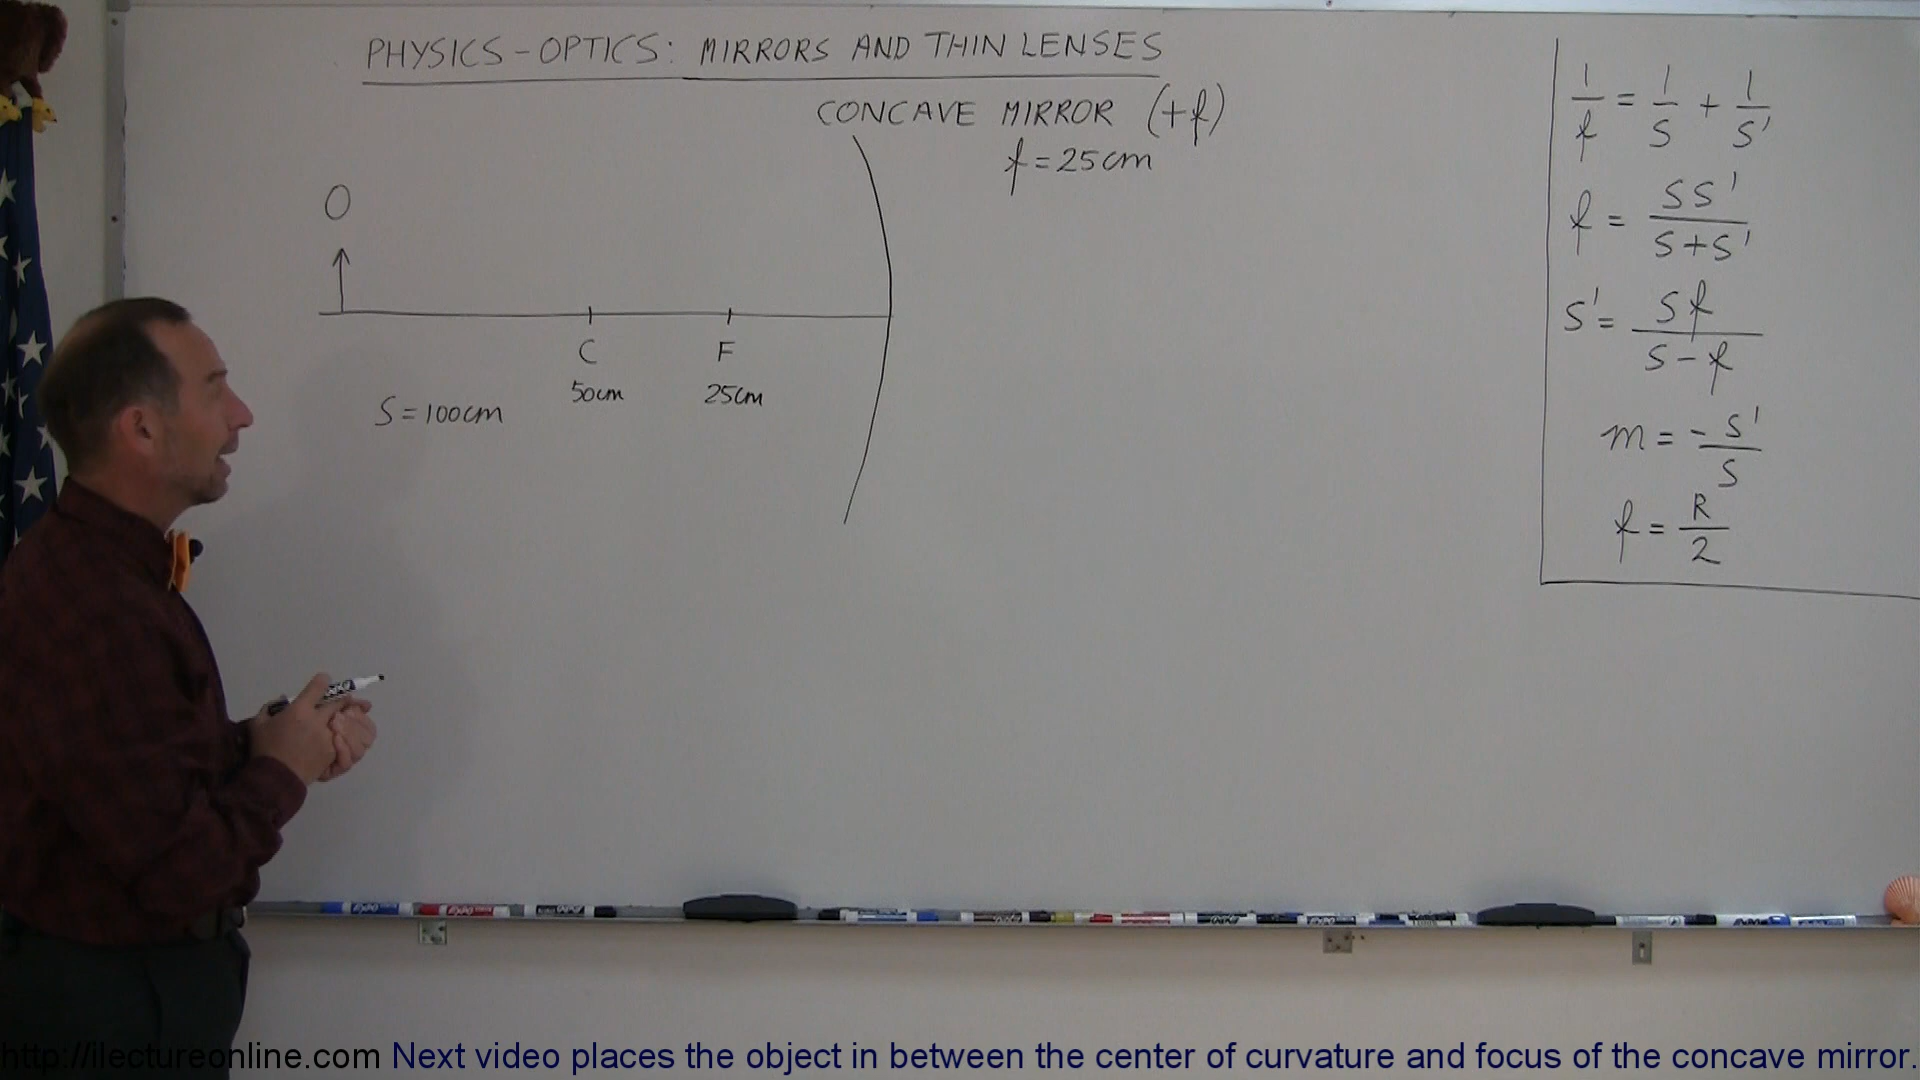 PHYSICS-OPTICS: MIRRORS AND THIN LENSES
CONCAVE MIRROR (+f)
f = 25cm
O
C
F
50cm
25cm
S = 100cm
1/f = 1/S + 1/S'
f = SS'/S+S'
S' = Sf/S-f
m = -S'/S
f = R/2
http://ilectureonline.com Next video places the object in between the center of curvature and focus of the concave mirror.